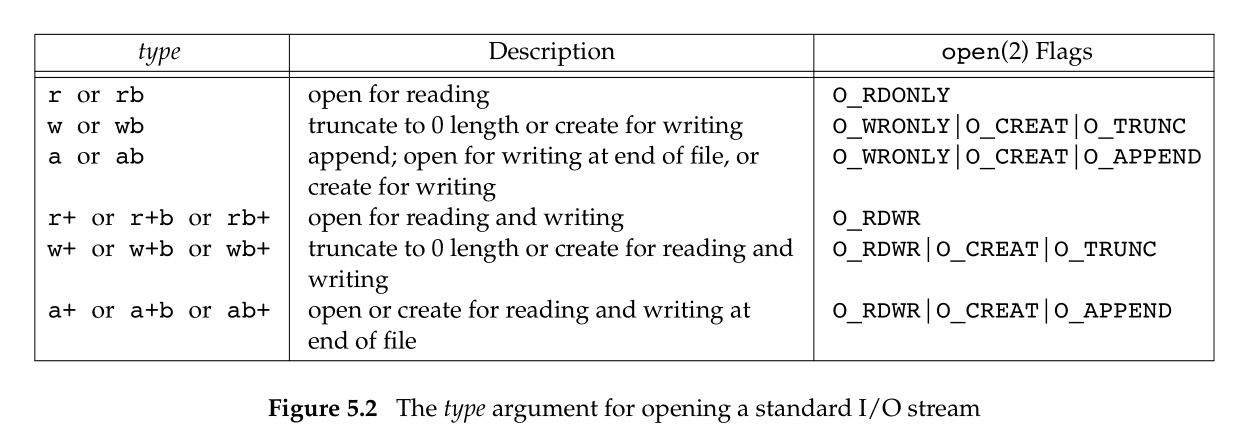 type Description open(2) Flags
r or rb open for reading O_RDONLY
w or wb truncate to 0 length or create for writing O_WRONLY|O_CREAT|O_TRUNC
a or ab append; open for writing at end of file, or O_WRONLY|O_CREAT|O_APPEND
create for writing
r+ or r+b or rb+ open for reading and writing O_RDWR
w+ or w+b or wb+ truncate to 0 length or create for reading and O_RDWR|O_CREAT|O_TRUNC
writing
a+ or a+b or ab+ open or create for reading and writing at O_RDWR|O_CREAT|O_APPEND
end of file
Figure 5.2 The type argument for opening a standard I/O stream